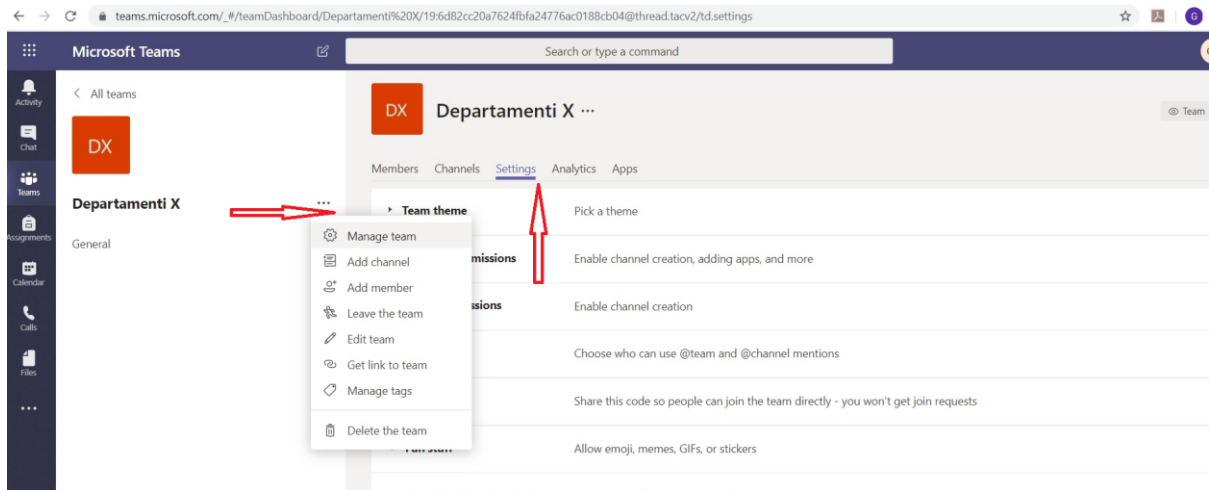 teams.microsoft.com/_#/teamDashboard/Departamenti%20X/19:6d82cc20a7624fbfa24776ac0188cb04@thread.tacv2/td.settings
G
Microsoft Teams
Search or type a command
Activity
Chat
Teams
Assignments
Calendar
Calls
Files
All teams
DX
Departamenti X
General
Manage team
Add channel
Add member
Leave the team
Edit team
Get link to team
Manage tags
Delete the team
DX
Departamenti X
Team
Members Channels Settings Analytics Apps
Team theme Pick a theme
missions Enable channel creation, adding apps, and more
ssions Enable channel creation
Choose who can use @team and @channel mentions
Share this code so people can join the team directly - you won't get join requests
Allow emoji, memes, GIFs, or stickers